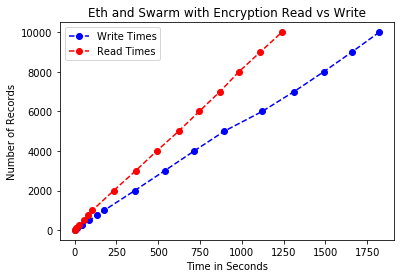 Eth and Swarm with Encryption Read vs Write
Write Times
Read Times
Number of Records
10000
8000
6000
4000
2000
0
0 250 500 750 1000 1250 1500 1750
Time in Seconds